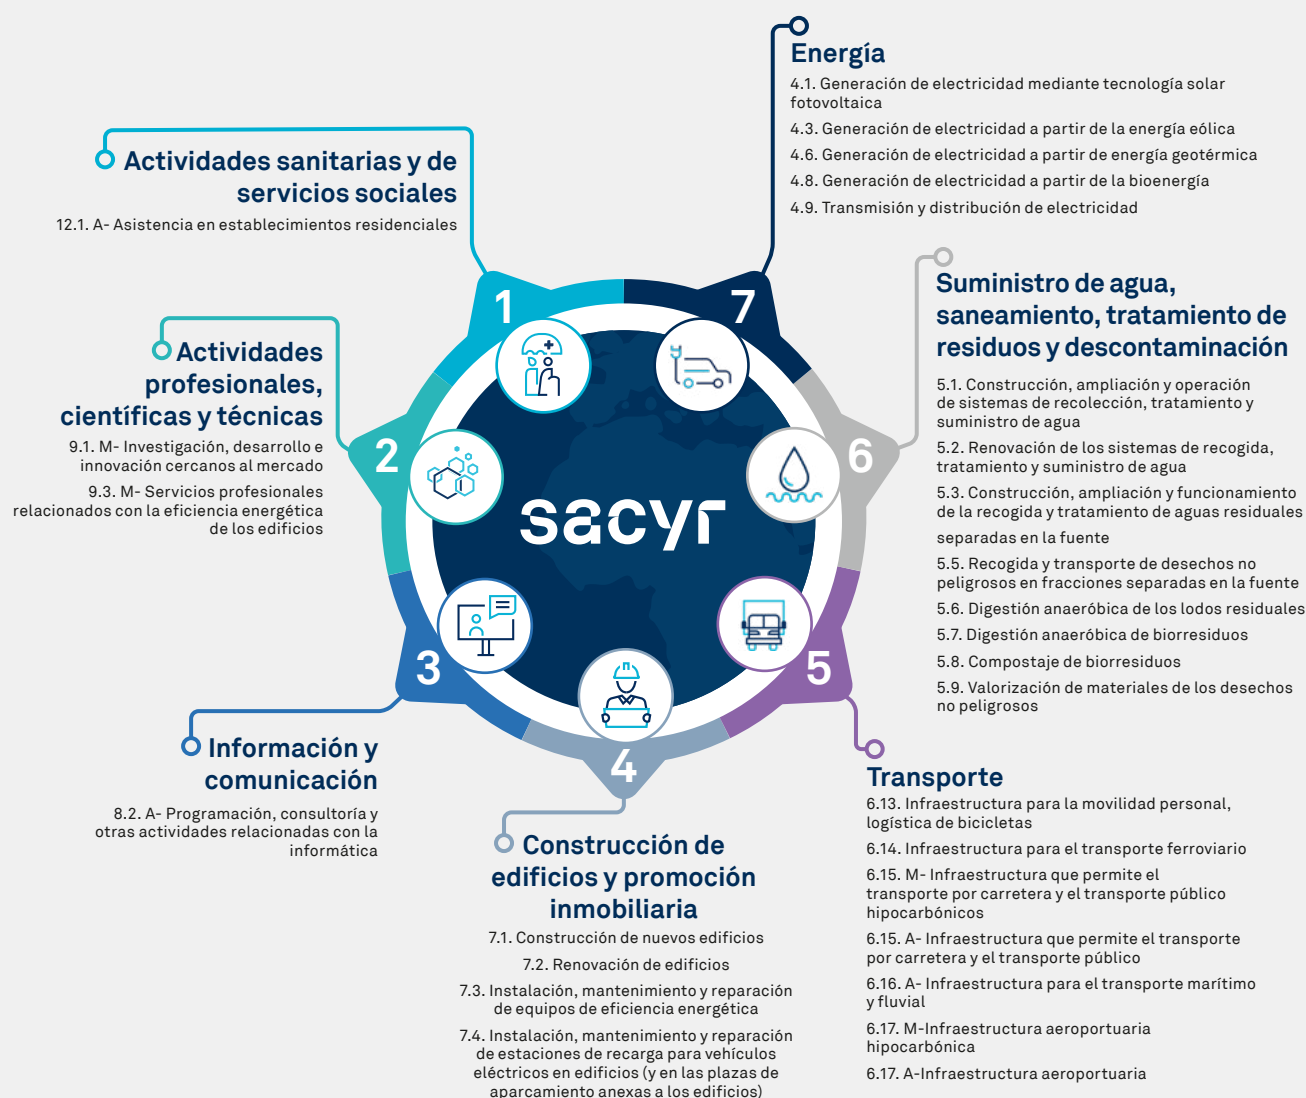 Energía
4.1. Generación de electricidad mediante tecnología solar
fotovoltaica
4.3. Generación de electricidad a partir de la energía eólica
4.6. Generación de electricidad a partir de energía geotérmica
4.8. Generación de electricidad a partir de la bioenergía
4.9. Transmisión y distribución de electricidad
Actividades sanitarias y de
servicios sociales
12.1. A- Asistencia en establecimientos residenciales
Suministro de agua,
saneamiento, tratamiento de
residuos y descontaminación
5.1. Construcción, ampliación y operación
de sistemas de recolección, tratamiento y
suministro de agua
5.2. Renovación de los sistemas de recogida,
tratamiento y suministro de agua
5.3. Construcción, ampliación y funcionamiento
de la recogida y tratamiento de aguas residuales
separadas en la fuente
5.5. Recogida y transporte de desechos no
peligrosos en fracciones separadas en la fuente
5.6. Digestión anaeróbica de los lodos residuales
5.7. Digestión anaeróbica de biorresiduos
5.8. Compostaje de biorresiduos
5.9. Valorización de materiales de los desechos
no peligrosos
Actividades
profesionales,
científicas y técnicas
9.1. M- Investigación, desarrollo e
innovación cercanos al mercado
9.3. M- Servicios profesionales
relacionados con la eficiencia energética
de los edificios
1
7
2
6
sacyr
3
5
4
Información y
comunicación
8.2. A- Programación, consultoría y
otras actividades relacionadas con la
informática
Construcción de
edificios y promoción
inmobiliaria
7.1. Construcción de nuevos edificios
7.2. Renovación de edificios
7.3. Instalación, mantenimiento y reparación
de equipos de eficiencia energética
7.4. Instalación, mantenimiento y reparación
de estaciones de recarga para vehículos
eléctricos en edificios (y en las plazas de
aparcamiento anexas a los edificios)
Transporte
6.13. Infraestructura para la movilidad personal,
logística de bicicletas
6.14. Infraestructura para el transporte ferroviario
6.15. M- Infraestructura que permite el
transporte por carretera y el transporte público
hipocarbónicos
6.15. A- Infraestructura que permite el transporte
por carretera y el transporte público
6.16. A- Infraestructura para el transporte marítimo
y fluvial
6.17. M-Infraestructura aeroportuaria
hipocarbónica
6.17. A-Infraestructura aeroportuaria